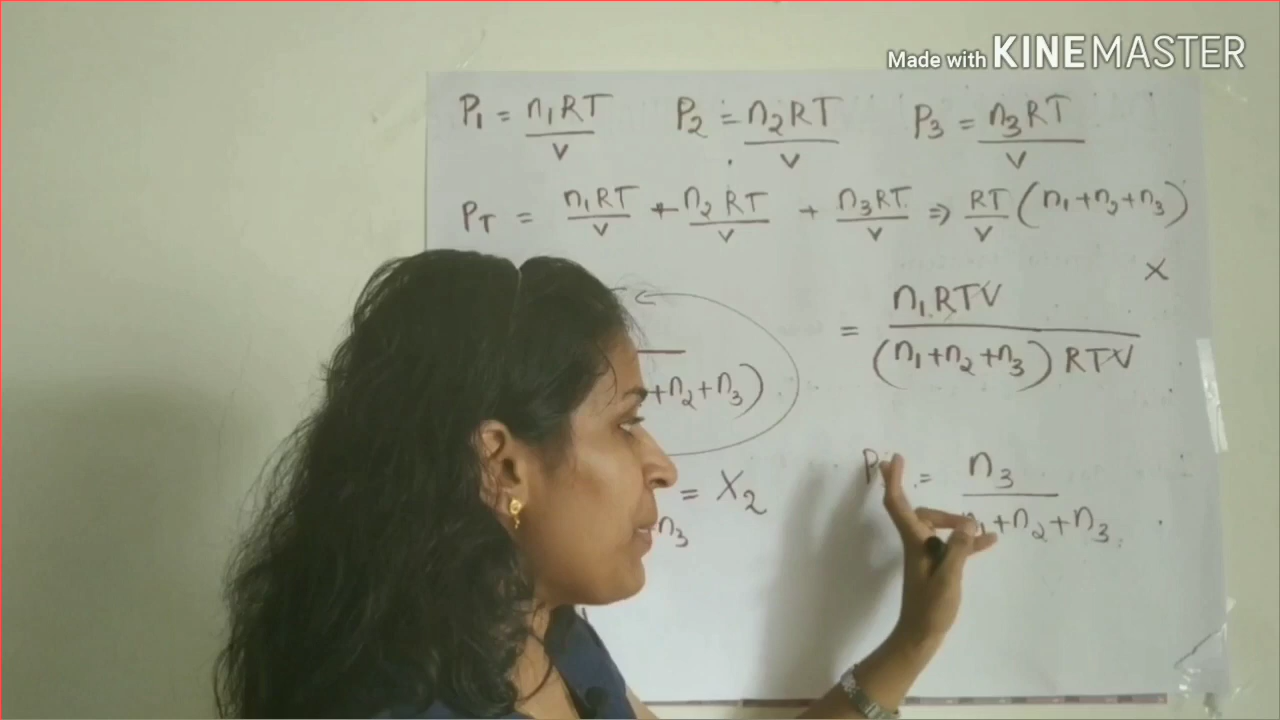 Made with KINEMASTER
P₁ = n₁RT/V P₂ = n₂RT/V P₃ = n₃RT/V
P_T = n₁RT/V + n₂RT/V + n₃RT/V ⇒ RT/V (n₁+n₂+n₃)
X
= n₁RTV/(n₁+n₂+n₃)RTV
+n₂+n₃)
n₃ = X₂
P = n₃/n₁+n₂+n₃